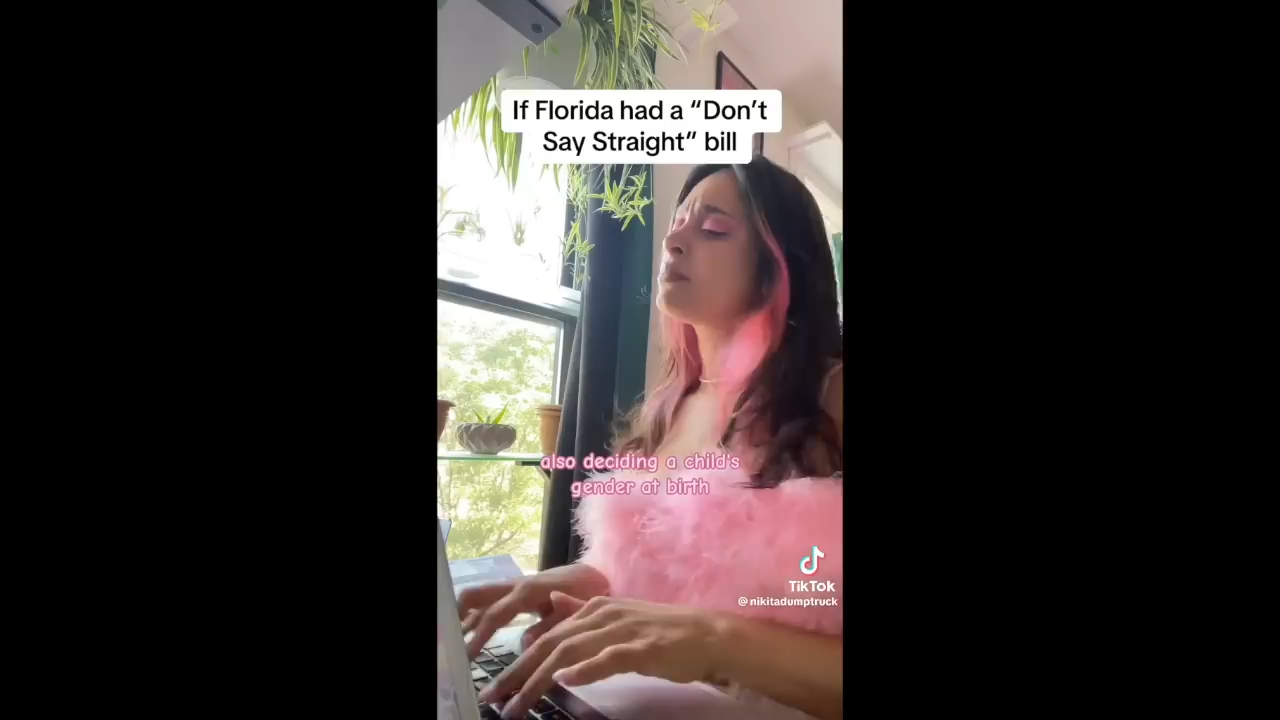 If Florida had a “Don’t
Say Straight” bill
also deciding a child's
gender at birth
TikTok
@nikitadumptruck